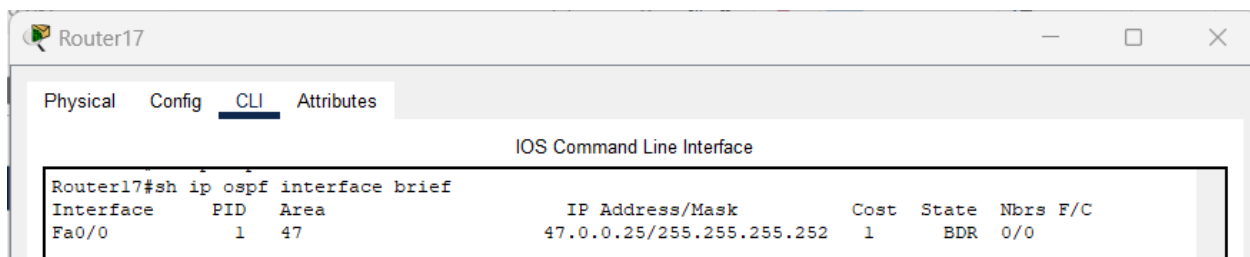 Router17
Physical Config CLI Attributes
IOS Command Line Interface
Router17#sh ip ospf interface brief
Interface PID Area IP Address/Mask Cost State Nbrs F/C
Fa0/0 1 47 47.0.0.25/255.255.255.252 1 BDR 0/0